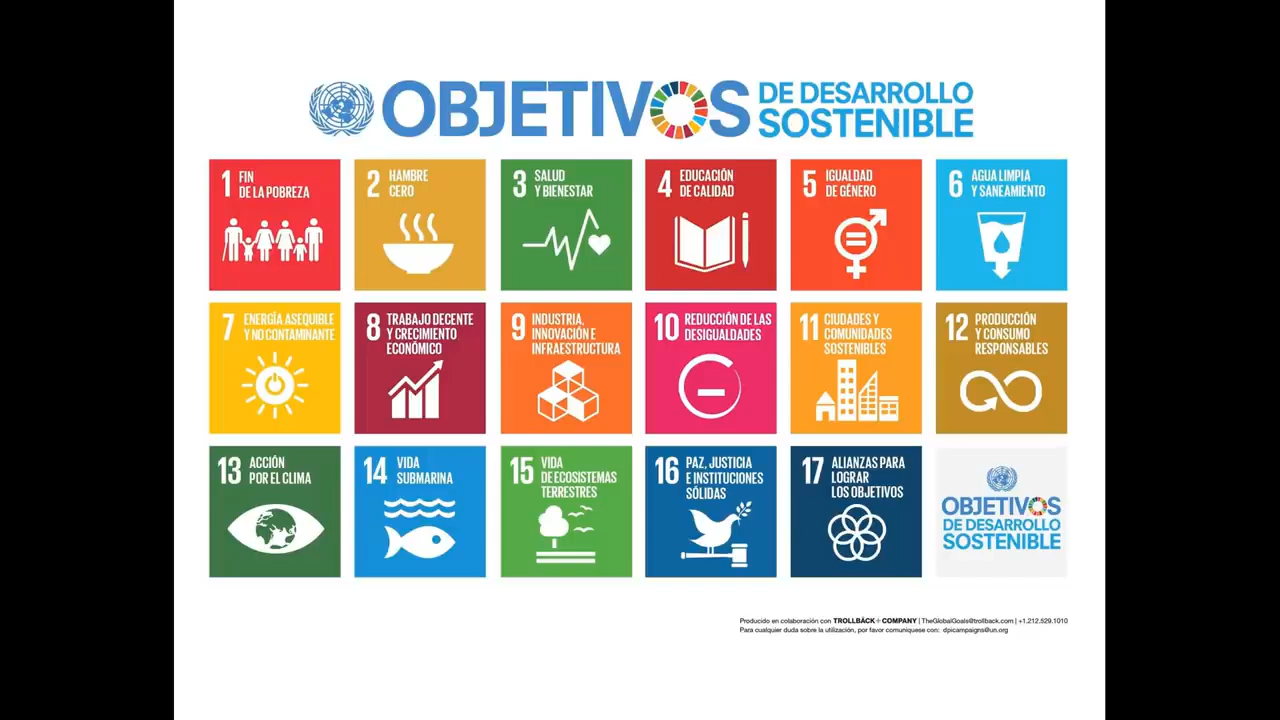 OBJETIVOS
DE DESARROLLO
SOSTENIBLE
1 FIN
DE LA POBREZA
2 HAMBRE
CERO
3 SALUD
Y BIENESTAR
4 EDUCACIÓN
DE CALIDAD
5 IGUALDAD
DE GÉNERO
6 AGUA LIMPIA
Y SANEAMIENTO
7 ENERGÍA ASEQUIBLE
Y NO CONTAMINANTE
8 TRABAJO DECENTE
Y CRECIMIENTO
ECONÓMICO
9 INDUSTRIA,
INNOVACIÓN E
INFRAESTRUCTURA
10 REDUCCIÓN DE LAS
DESIGUALDADES
11 CIUDADES Y
COMUNIDADES
SOSTENIBLES
12 PRODUCCIÓN
Y CONSUMO
RESPONSABLES
13 ACCIÓN
POR EL CLIMA
14 VIDA
SUBMARINA
15 VIDA
DE ECOSISTEMAS
TERRESTRES
16 PAZ, JUSTICIA
E INSTITUCIONES
SÓLIDAS
17 ALIANZAS PARA
LOGRAR
LOS OBJETIVOS
OBJETIVOS
DE DESARROLLO
SOSTENIBLE
Producido en colaboración con TROLLBÄCK + COMPANY | TheGlobalGoals@trollback.com | +1.212.529.1010
Para cualquier duda sobre la utilización, por favor comuniquese con: dpicampaigns@un.org